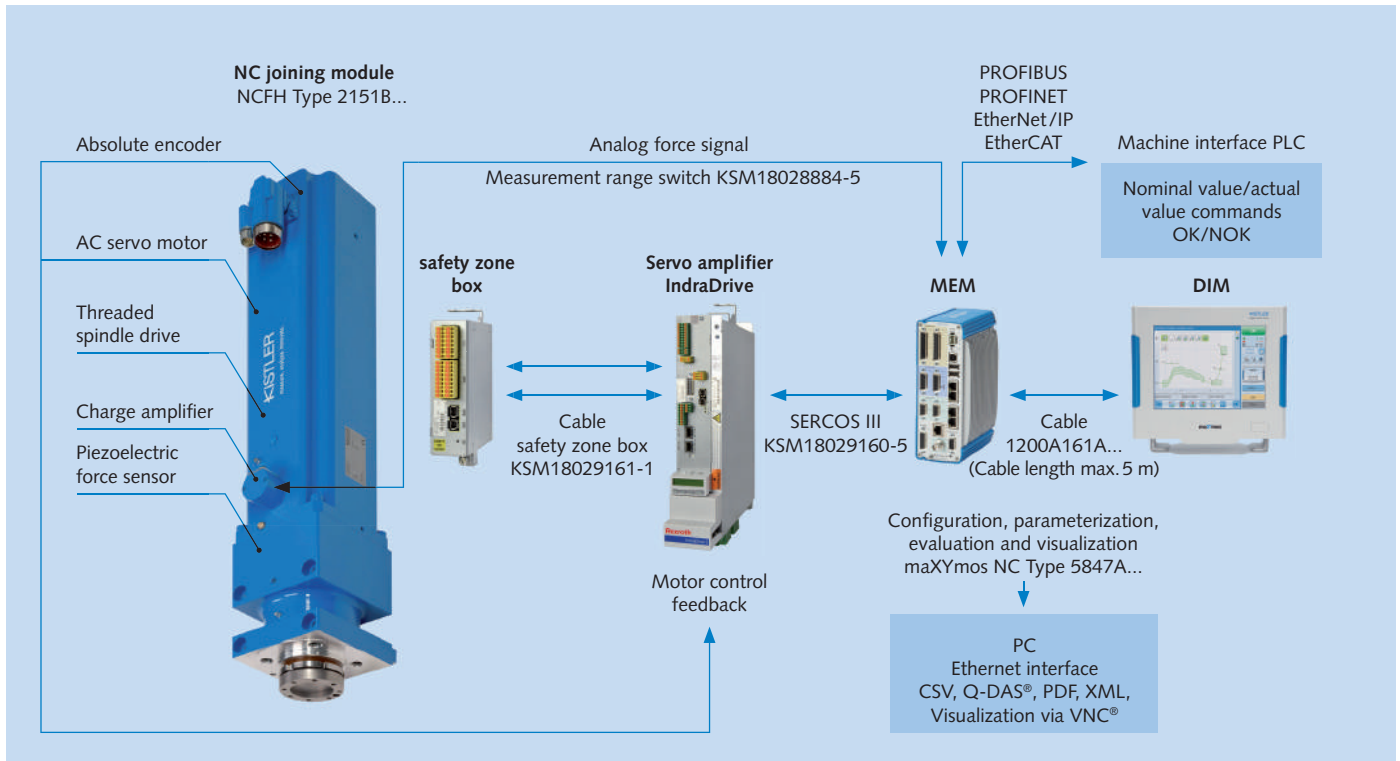 NC joining module
NCFH Type 2151B...
Absolute encoder
AC servo motor
Threaded
spindle drive
Charge amplifier
Piezoelectric
force sensor
KISTLER
Analog force signal
Measurement range switch KSM18028884-5
PROFIBUS
PROFINET
EtherNet/IP
EtherCAT
Machine interface PLC
Nominal value/actual
value commands
OK/NOK
safety zone
box
Servo amplifier
IndraDrive
MEM
DIM
Cable
safety zone box
KSM18029161-1
SERCOS III
KSM18029160-5
Cable
1200A161A...
(Cable length max. 5 m)
Rexroth
KISTLER
Motor control
feedback
Configuration, parameterization,
evaluation and visualization
maXYmos NC Type 5847A...
PC
Ethernet interface
CSV, Q-DAS®, PDF, XML,
Visualization via VNC®